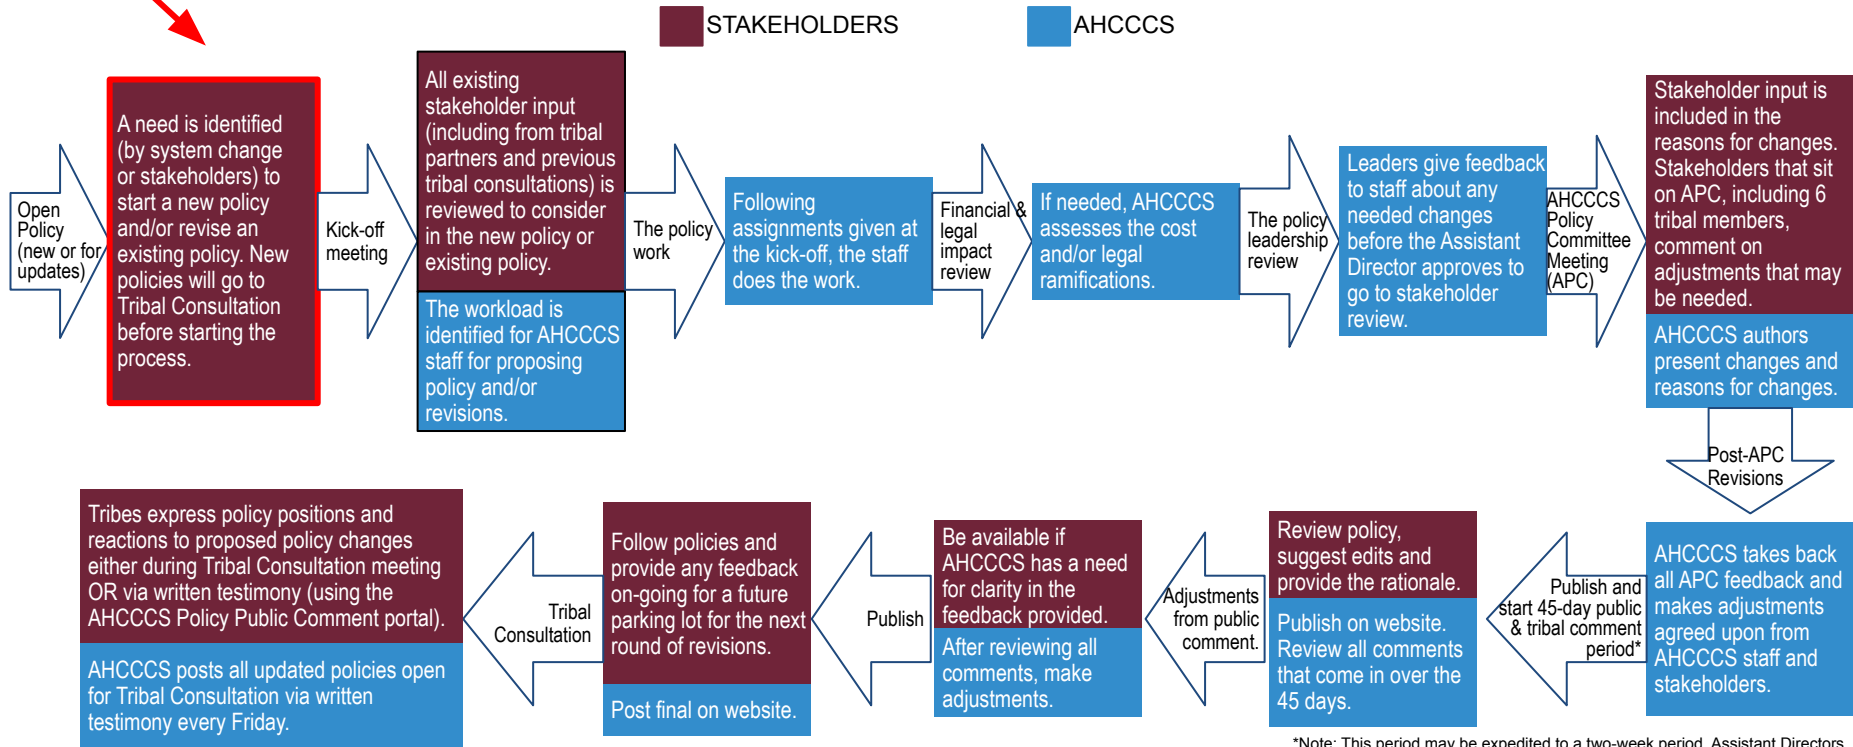 STAKEHOLDERS
AHCCCS
Open
Policy
(new or for
updates)
A need is identified
(by system change
or stakeholders) to
start a new policy
and/or revise an
existing policy. New
policies will go to
Tribal Consultation
before starting the
process.
Kick-off
meeting
All existing
stakeholder input
(including from tribal
partners and previous
tribal consultations) is
reviewed to consider
in the new policy or
existing policy.
The workload is
identified for AHCCCS
staff for proposing
policy and/or
revisions.
The policy
work
Following
assignments given at
the kick-off, the staff
does the work.
Financial &
legal
impact
review
If needed, AHCCCS
assesses the cost
and/or legal
ramifications.
The policy
leadership
review
Leaders give feedback
to staff about any
needed changes
before the Assistant
Director approves to
go to stakeholder
review.
AHCCCS
Policy
Committee
Meeting
(APC)
Stakeholder input is
included in the
reasons for changes.
Stakeholders that sit
on APC, including 6
tribal members,
comment on
adjustments that may
be needed.
AHCCCS authors
present changes and
reasons for changes.
Post-APC
Revisions
AHCCCS takes back
all APC feedback and
makes adjustments
agreed upon from
AHCCCS staff and
stakeholders.
Publish and
start 45-day public
& tribal comment
period*
Review policy,
suggest edits and
provide the rationale.
Publish on website.
Review all comments
that come in over the
45 days.
Adjustments
from public
comment.
Be available if
AHCCCS has a need
for clarity in the
feedback provided.
After reviewing all
comments, make
adjustments.
Publish
Follow policies and
provide any feedback
on-going for a future
parking lot for the next
round of revisions.
Post final on website.
Tribal
Consultation
Tribes express policy positions and
reactions to proposed policy changes
either during Tribal Consultation meeting
OR via written testimony (using the
AHCCCS Policy Public Comment portal).
AHCCCS posts all updated policies open
for Tribal Consultation via written
testimony every Friday.
*Note: This period may be expedited to a two-week period. Assistant Directors